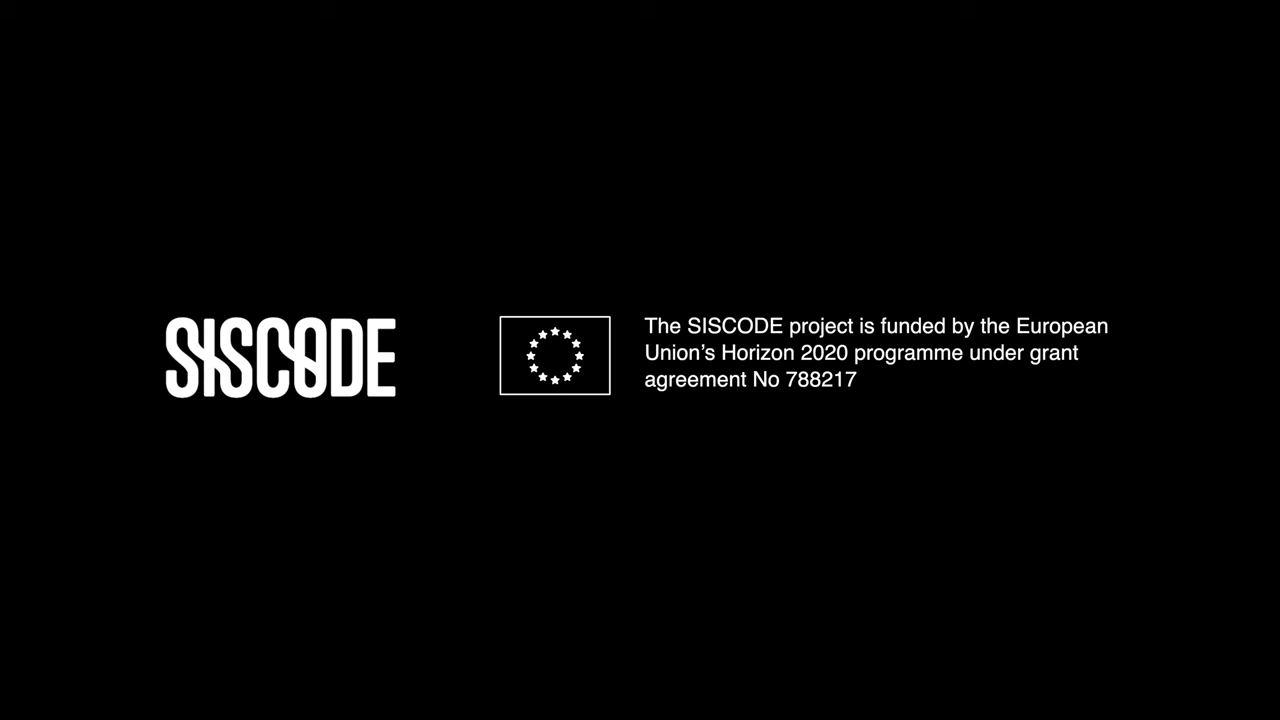 SISCODE
The SISCODE project is funded by the European
Union’s Horizon 2020 programme under grant
agreement No 788217